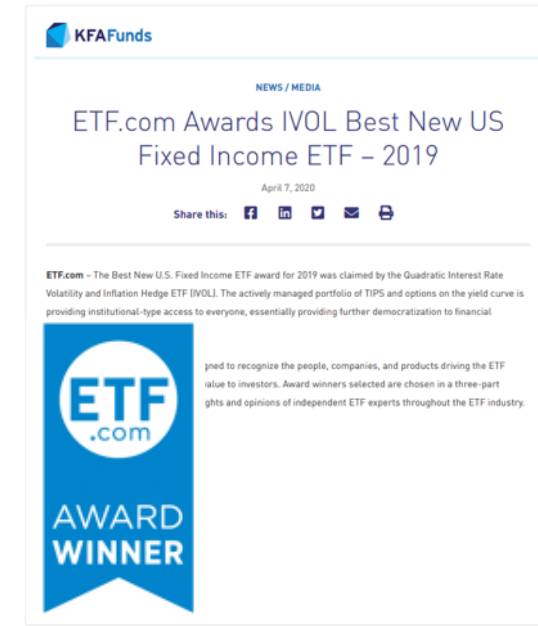 KFAFunds
NEWS / MEDIA
ETF.com Awards IVOL Best New US
Fixed Income ETF – 2019
April 7, 2020
Share this:
ETF.com – The Best New U.S. Fixed Income ETF award for 2019 was claimed by the Quadratic Interest Rate
Volatility and Inflation Hedge ETF (IVOL). The actively managed portfolio of TIPS and options on the yield curve is
providing institutional-type access to everyone, essentially providing further democratization to financial
to recognize the people, companies, and products driving the ETF
to investors. Award winners selected are chosen in a three-part
and opinions of independent ETF experts throughout the ETF industry.
ETF
.com
AWARD
WINNER